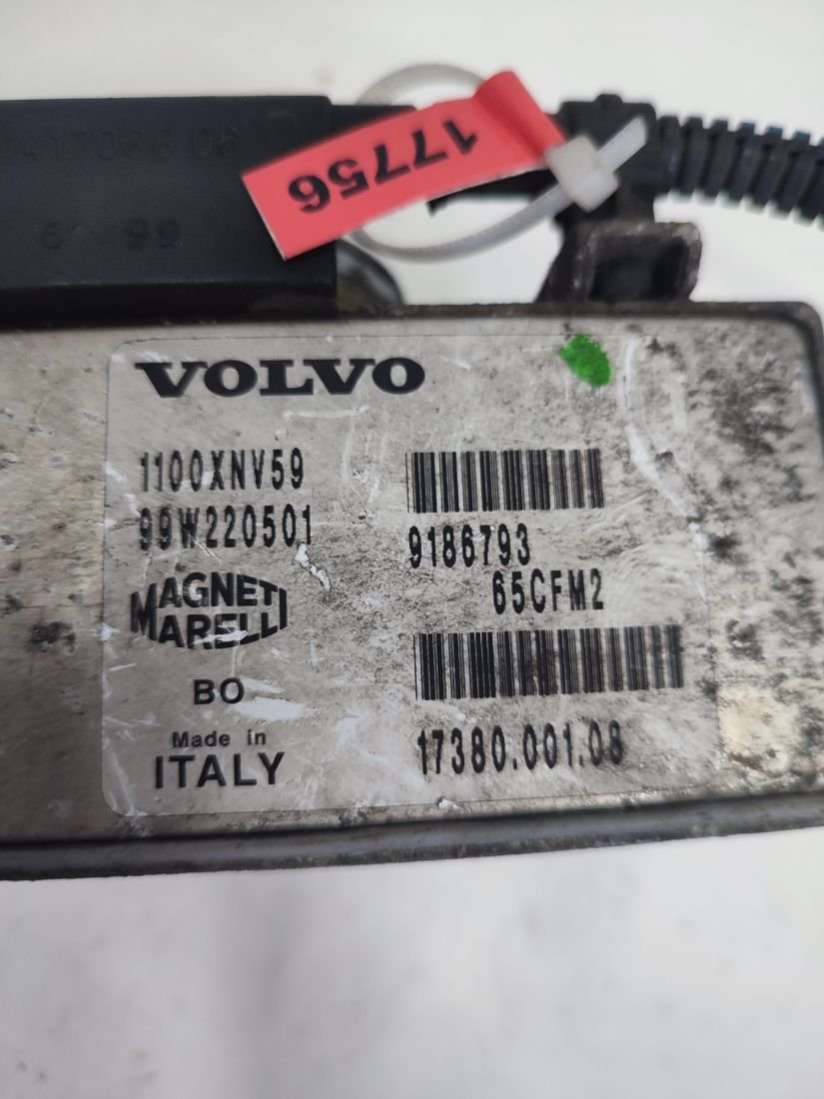 17756
VOLVO
1100XNV59
99W220501
9186793
65CFM2
MAGNETI
MARELLI
BO
Made in
ITALY
17380.001.08